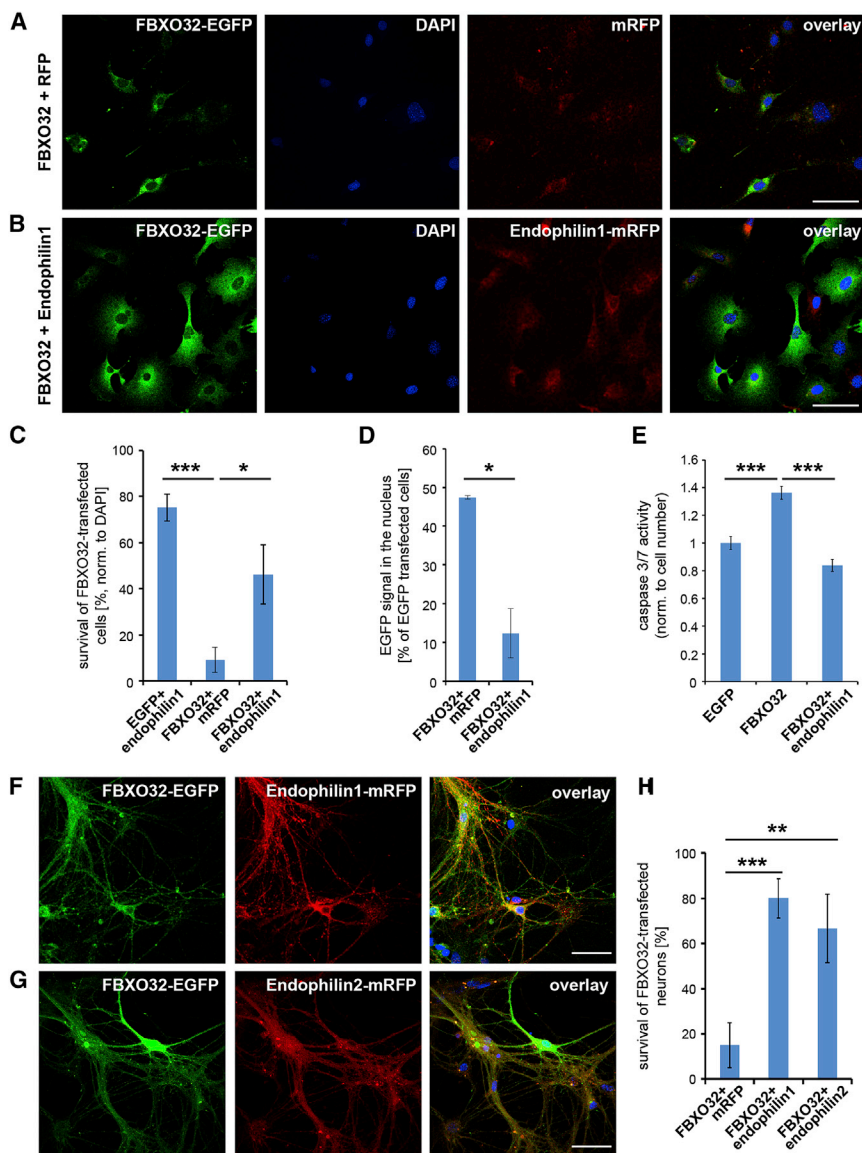 A
FBXO32 + RFP
FBXO32-EGFP
DAPI
mRFP
overlay
B
FBXO32 + Endophilin1
FBXO32-EGFP
DAPI
Endophilin1-mRFP
overlay
C
survival of FBXO32-transfected
cells [%, norm. to DAPI]
100
80
60
40
20
0
***
*
EGFP+
endophilin1
FBXO32+
mRFP
FBXO32+
endophilin1
D
EGFP signal in the nucleus
[% of EGFP transfected cells]
60
50
40
30
20
10
0
*
FBXO32+
mRFP
FBXO32+
endophilin1
E
caspase 3/7 activity
(norm. to cell number)
1.6
1.4
1.2
1
0.8
0.6
0.4
0.2
0
***
***
EGFP
FBXO32
FBXO32+
endophilin1
F
FBXO32-EGFP
Endophilin1-mRFP
overlay
G
FBXO32-EGFP
Endophilin2-mRFP
overlay
H
survival of FBXO32-transfected
neurons [%]
100
80
60
40
20
0
**
***
FBXO32+
mRFP
FBXO32+
endophilin1
FBXO32+
endophilin2